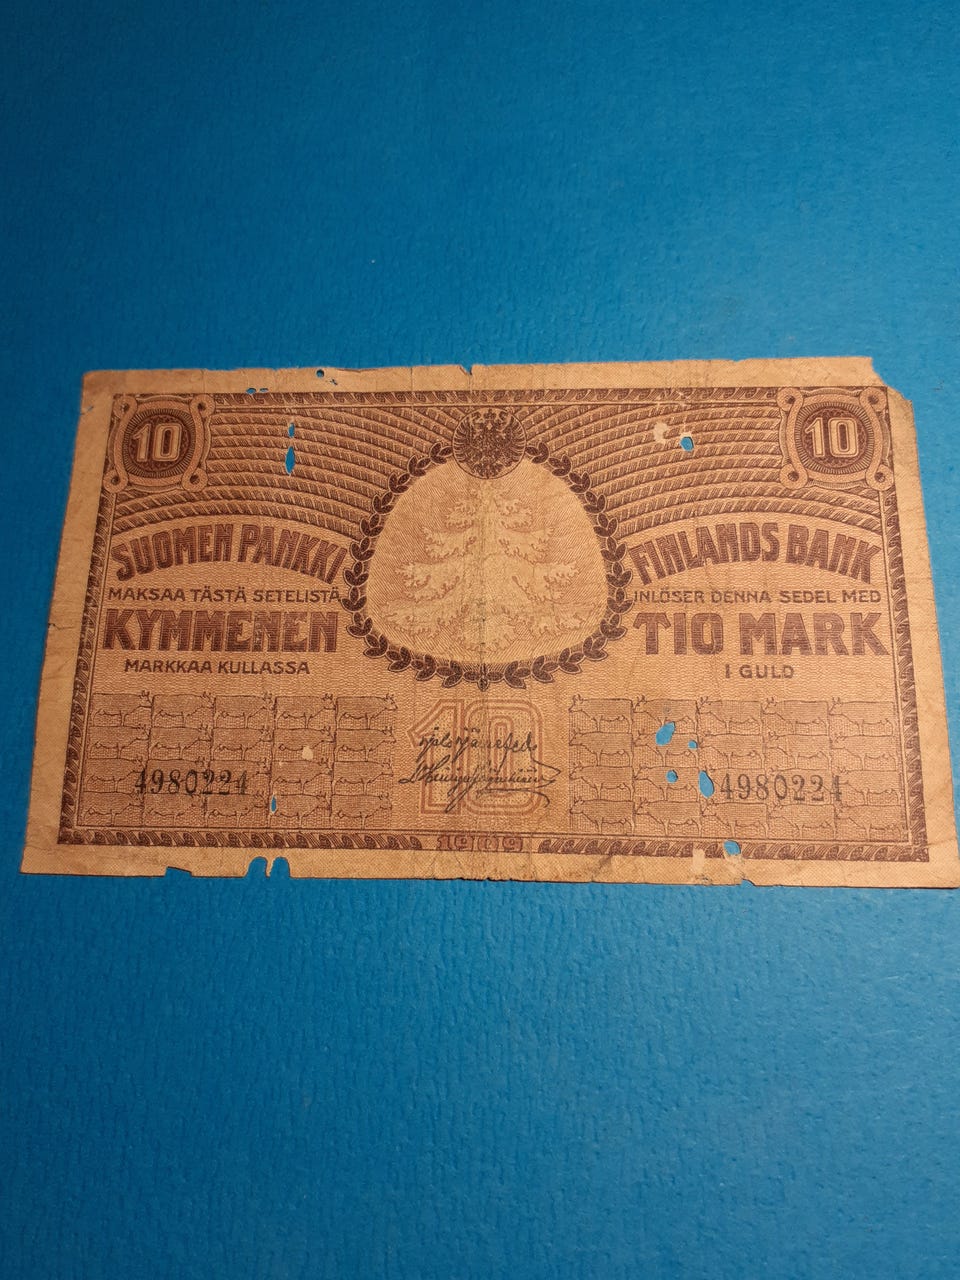 10 10
SUOMEN PANKKI
MAKSAA TÄSTÄ SETELISTÄ
KYMMENEN
MARKKAA KULLASSA
FINLANDS BANK
INLÖSER DENNA SEDEL MED
TIO MARK
I GULD
10
4980224 4980224
1909